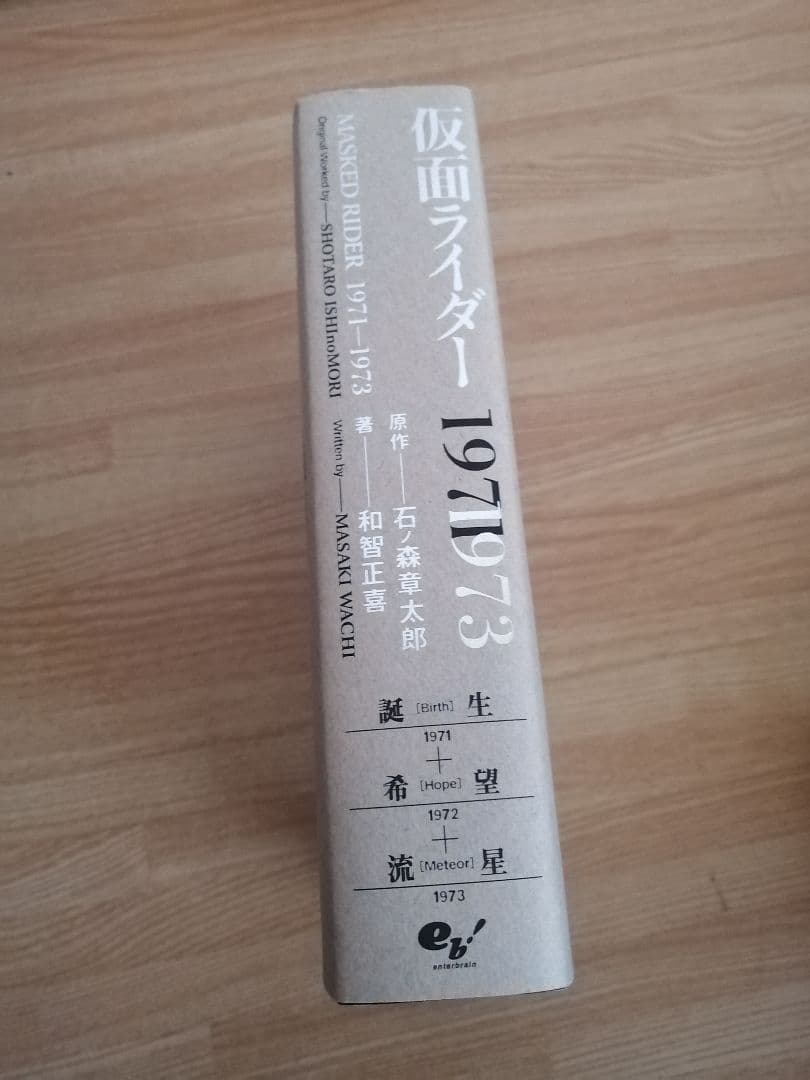 仮面ライダー 19711973
MASKED RIDER 1971—1973
Original Worked by—SHOTARO ISHInoMORI
原作—石ノ森章太郎
著—和智正喜
Written by—MASAKI WACHI
誕 [Birth] 生
1971
+
希 [Hope] 望
1972
+
流 [Meteor] 星
1973
eb!
enterbrain